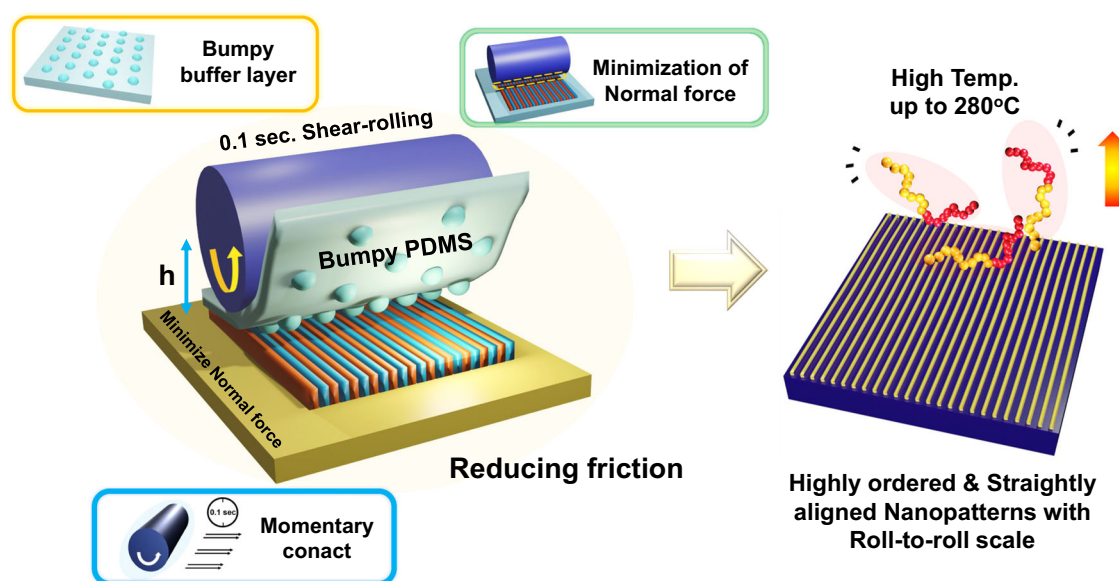 Bumpy
buffer layer
Minimization of
Normal force
High Temp.
up to 280°C
0.1 sec. Shear-rolling
Bumpy PDMS
h
Minimize Normal force
Reducing friction
0.1 sec
Momentary
conact
Highly ordered & Straightly
aligned Nanopatterns with
Roll-to-roll scale